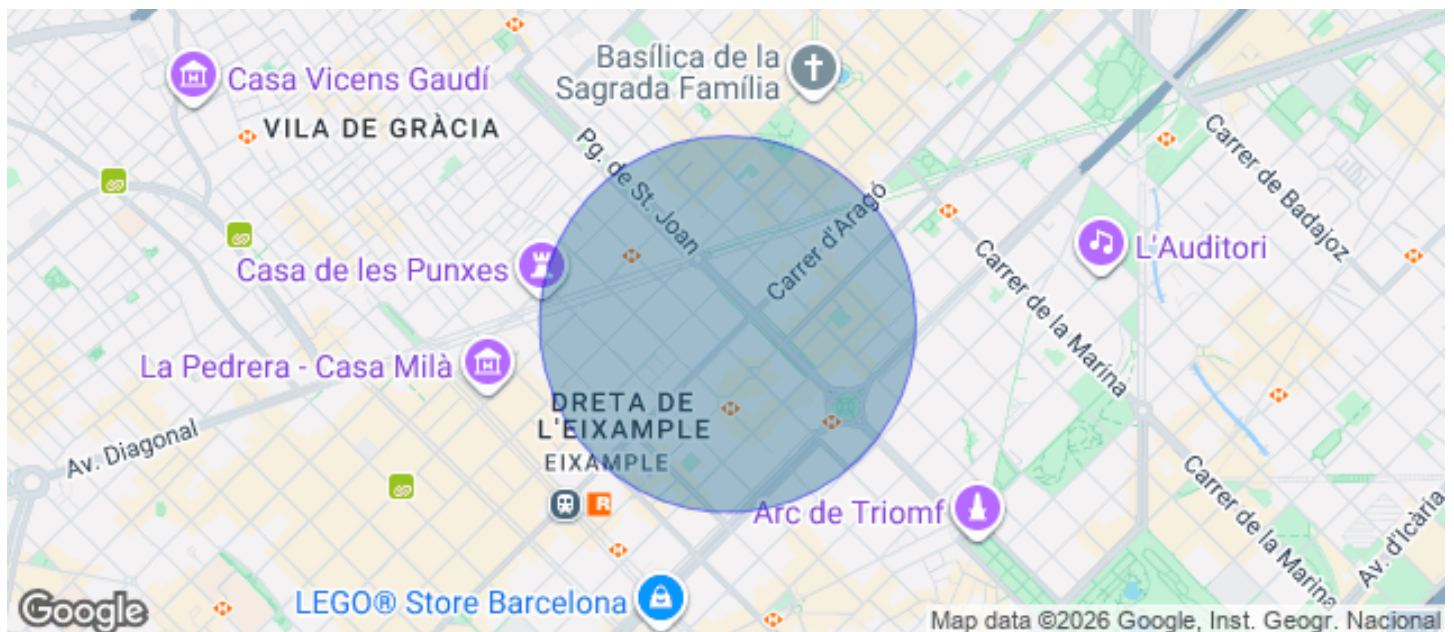 Basílica de la
Sagrada Família
Casa Vicens Gaudí
VILA DE GRÀCIA
Pg. de St. Joan
Carrer de Badajoz
Carrer d'Aragó
L'Auditori
Casa de les Punxes
Carrer de la Marina
La Pedrera - Casa Milà
DRETA DE
L'EIXAMPLE
EIXAMPLE
Av. Diagonal
R
Arc de Triomf
Carrer de la Marina
Av. d'Icària
LEGO® Store Barcelona
Google
Map data ©2026 Google, Inst. Geogr. Nacional